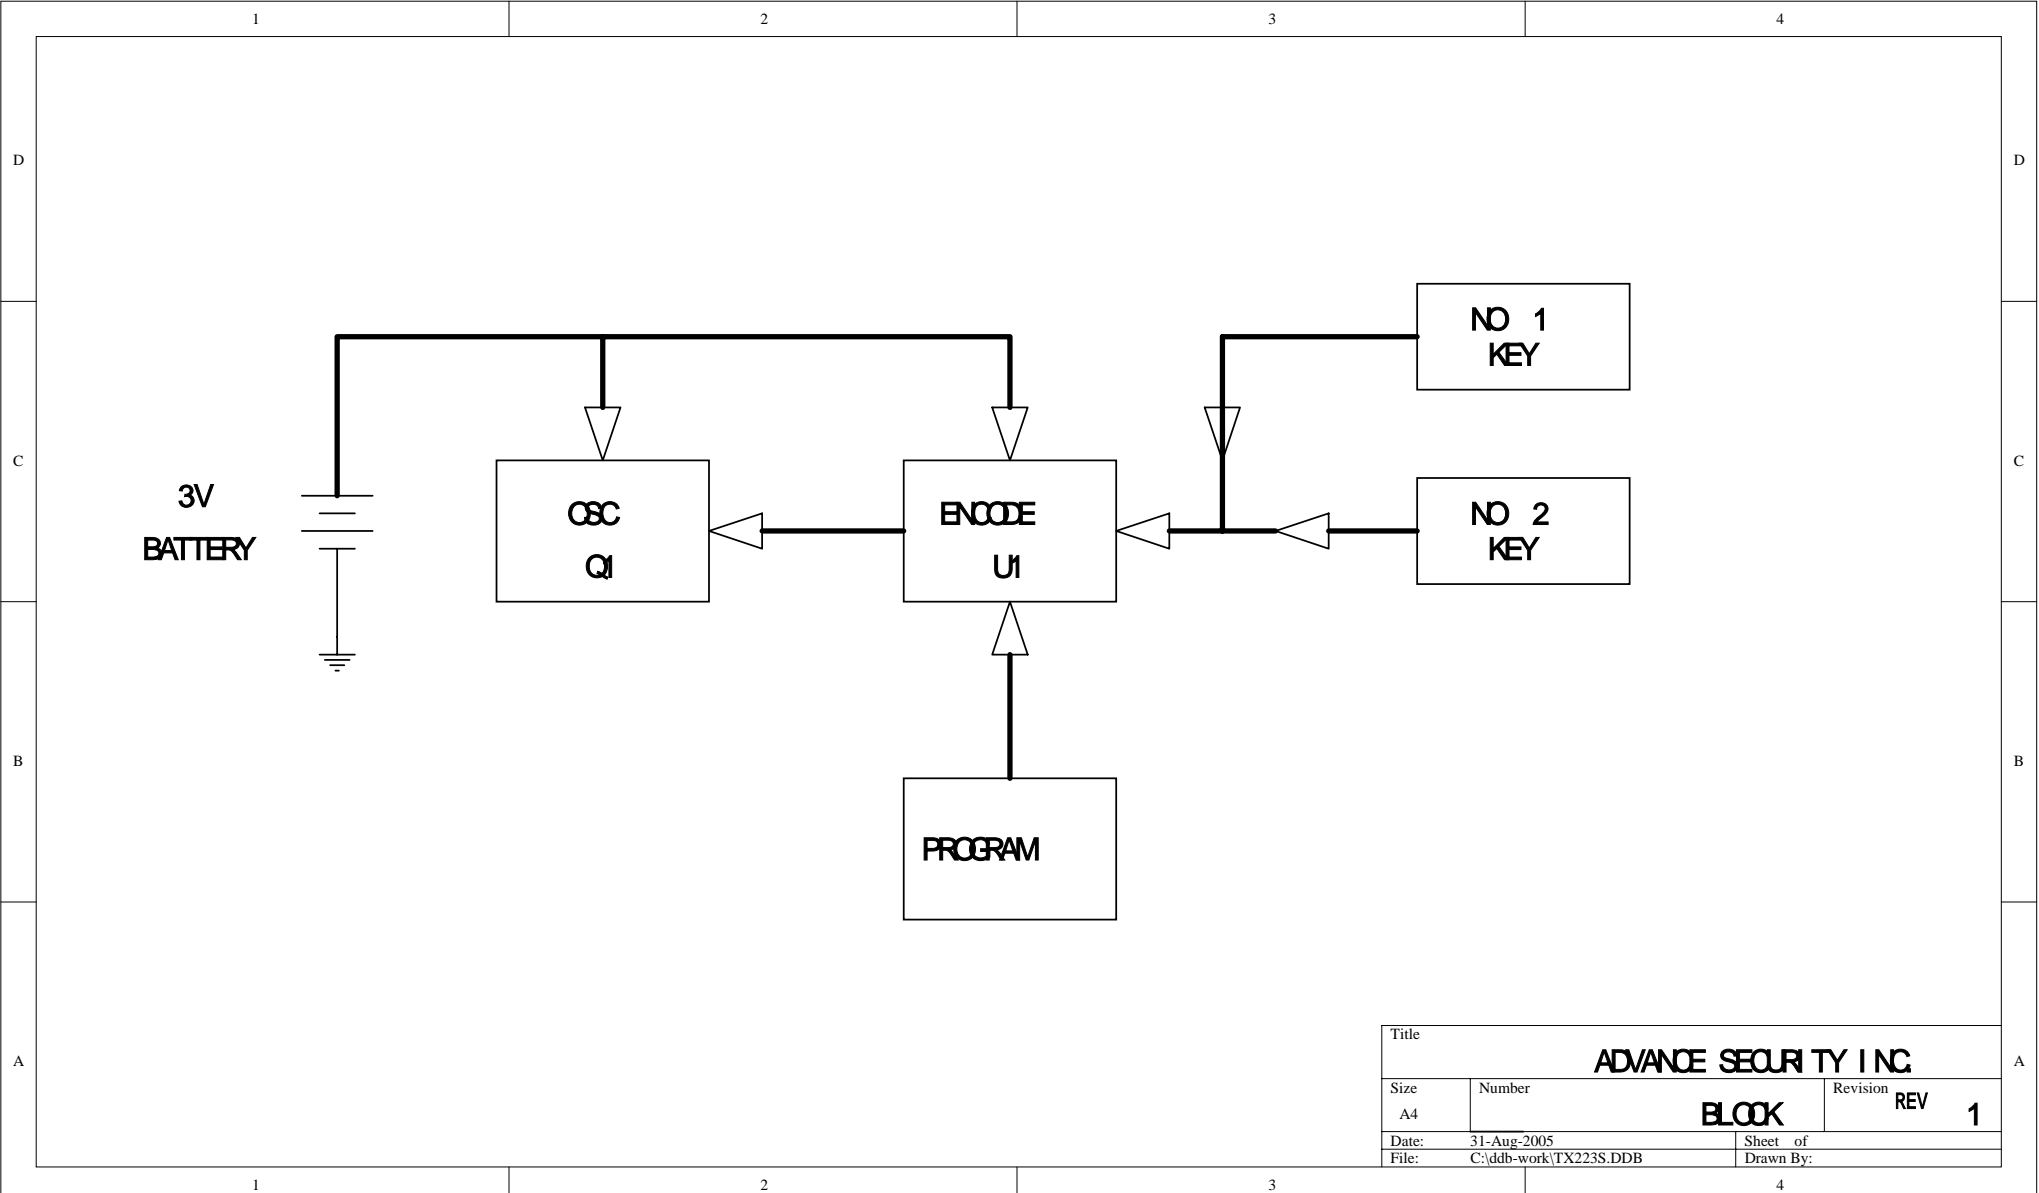 1 2 3 4
D D
NO 1
KEY
C C
3V
BATTERY
OSC
Q1
ENCODE
U1
NO 2
KEY
B B
PROGRAM
Title
ADVANCE SECURITY INC.
A A
Size
A4
Number
BLOCK
Revision REV 1
Date: 31-Aug-2005 Sheet of
File: C:\ddb-work\TX223S.DDB Drawn By:
1 2 3 4